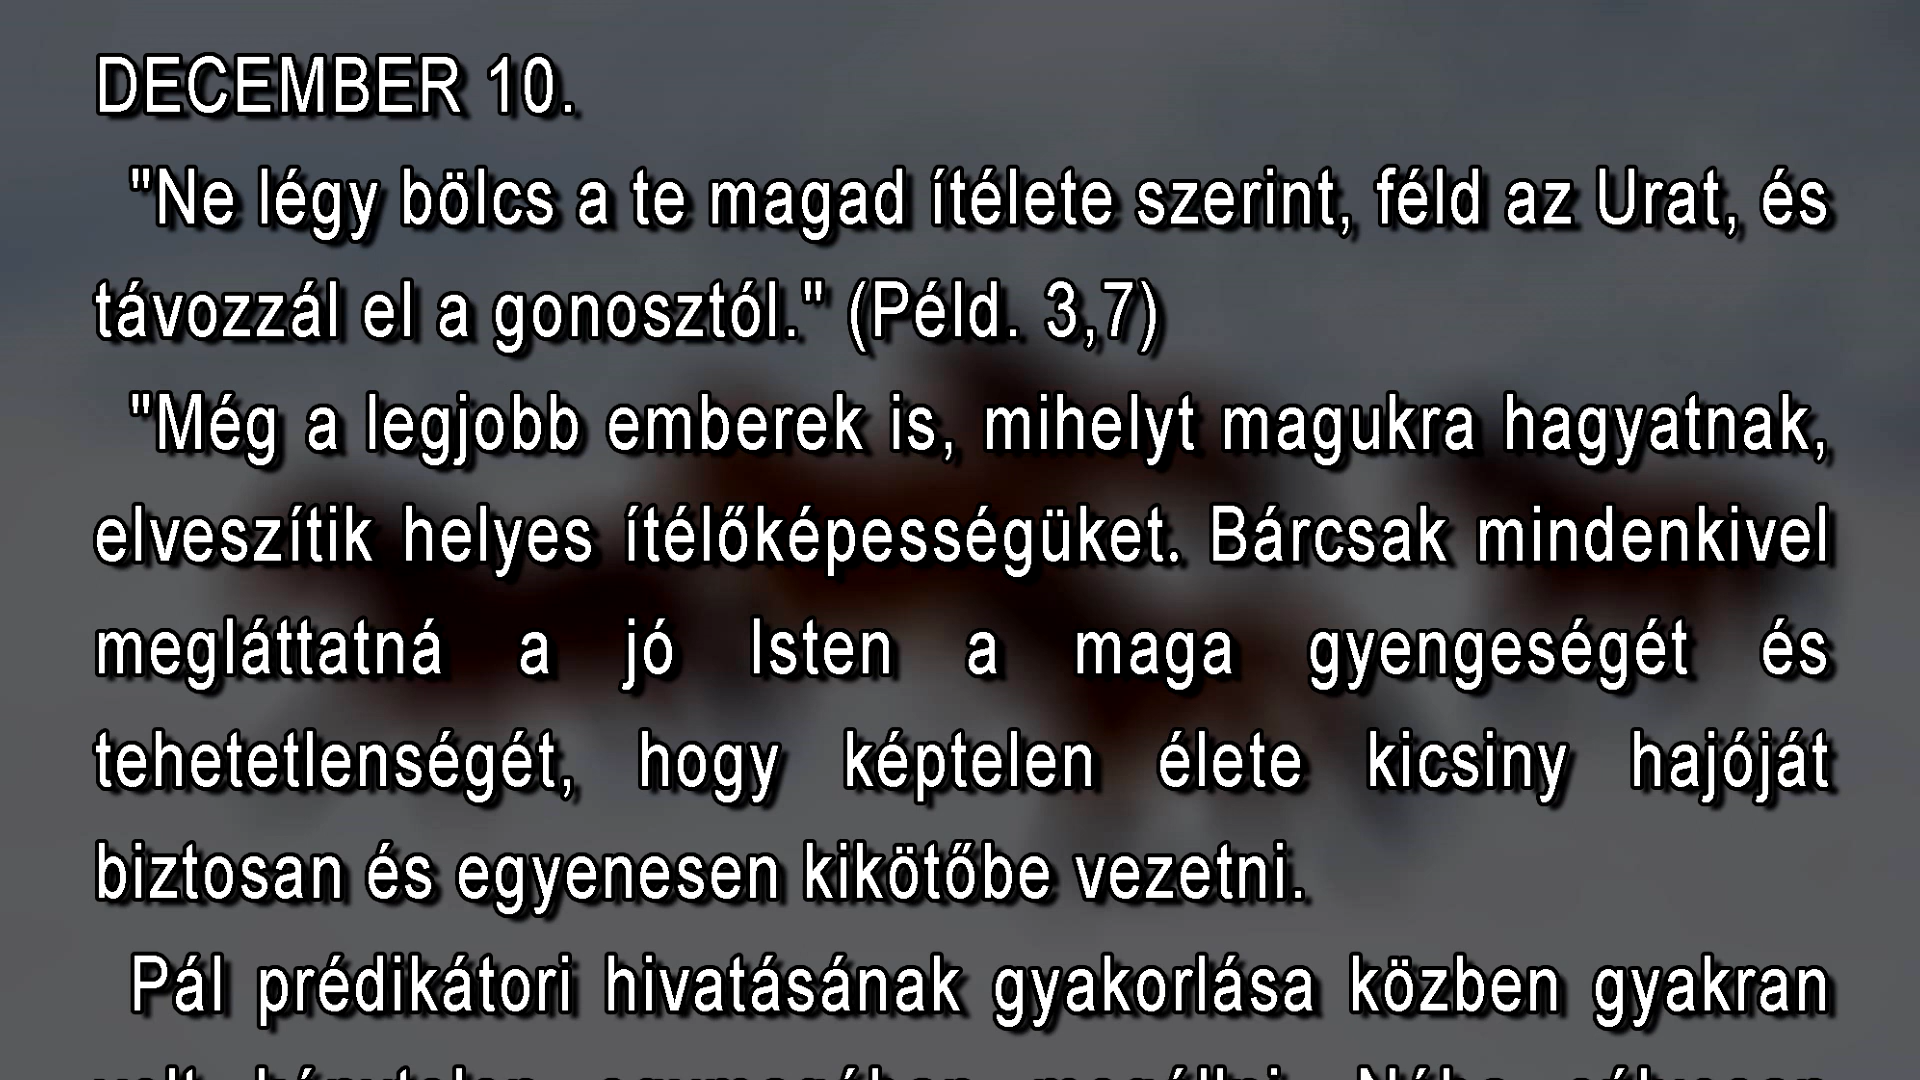 DECEMBER 10.
"Ne légy bölcs a te magad ítélete szerint, féld az Urat, és
távozzál el a gonosztól." (Péld. 3,7)
"Még a legjobb emberek is, mihelyt magukra hagyatnak,
elveszítik helyes ítélőképességüket. Bárcsak mindenkivel
megláttatná a jó Isten a maga gyengeségét és
tehetetlenségét, hogy képtelen élete kicsiny hajóját
biztosan és egyenesen kikötőbe vezetni.
Pál prédikátori hivatásának gyakorlása közben gyakran